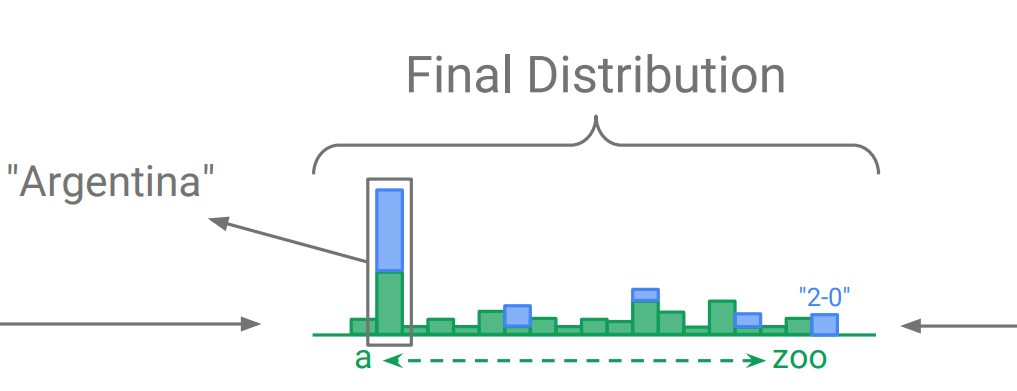 Final Distribution
"Argentina"
"2-0"
a
zoo